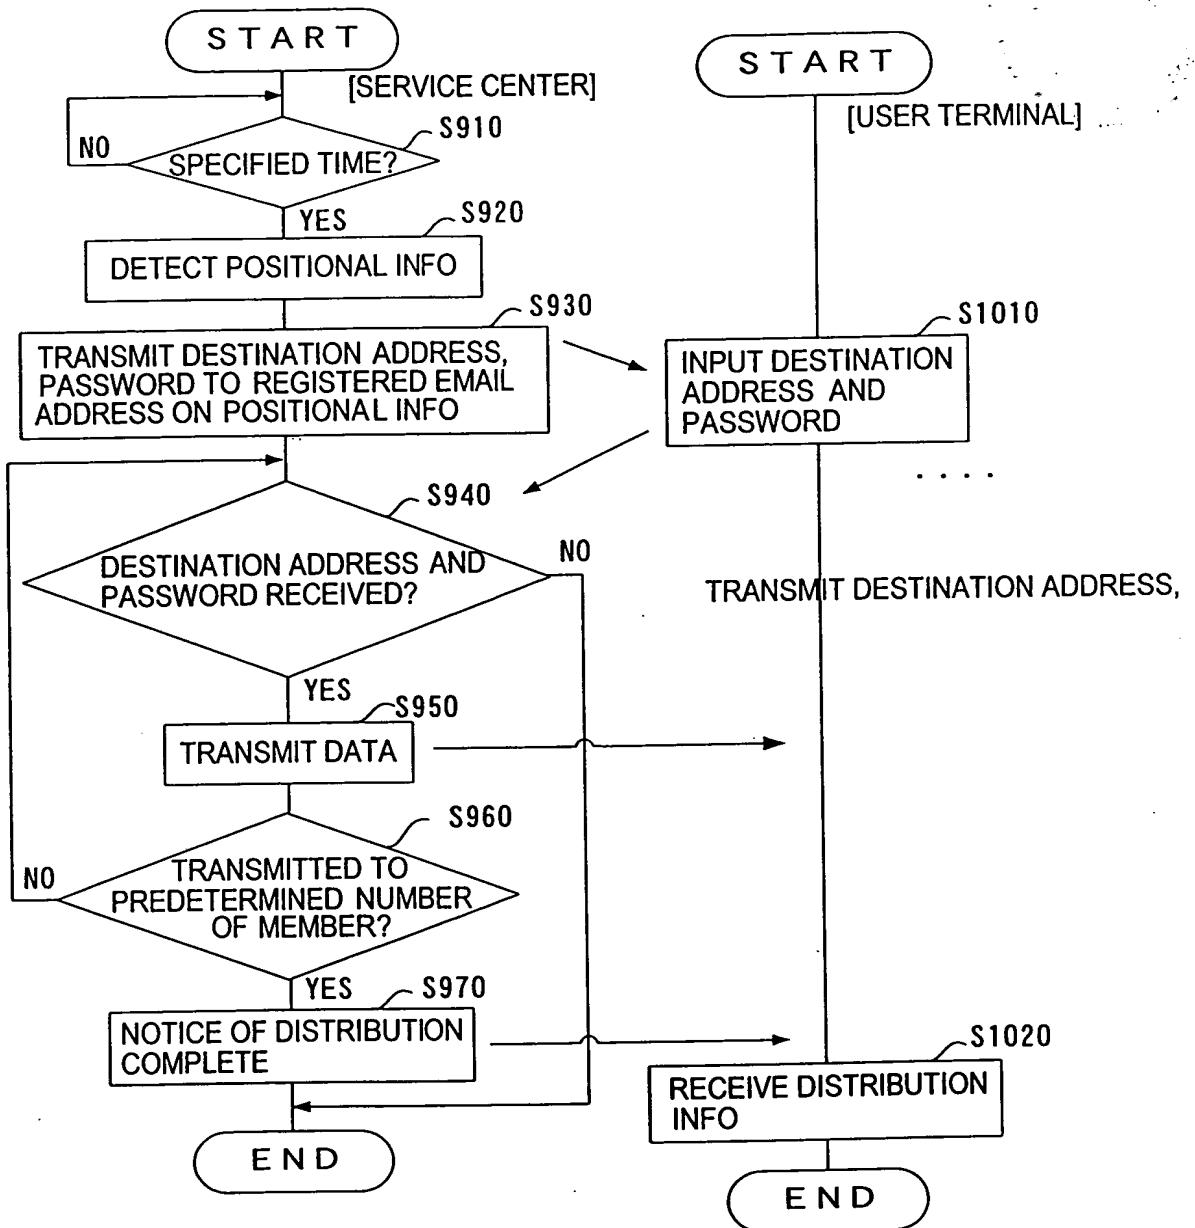 START
[SERVICE CENTER]
S910
NO
SPECIFIED TIME?
YES
S920
DETECT POSITIONAL INFO
S930
TRANSMIT DESTINATION ADDRESS,
PASSWORD TO REGISTERED EMAIL
ADDRESS ON POSITIONAL INFO
S940
NO
DESTINATION ADDRESS AND
PASSWORD RECEIVED?
YES
S950
TRANSMIT DATA
S960
NO
TRANSMITTED TO
PREDETERMINED NUMBER
OF MEMBER?
YES
S970
NOTICE OF DISTRIBUTION
COMPLETE
END
START
[USER TERMINAL]
S1010
INPUT DESTINATION
ADDRESS AND
PASSWORD
. . . .
TRANSMIT DESTINATION ADDRESS,
S1020
RECEIVE DISTRIBUTION
INFO
END